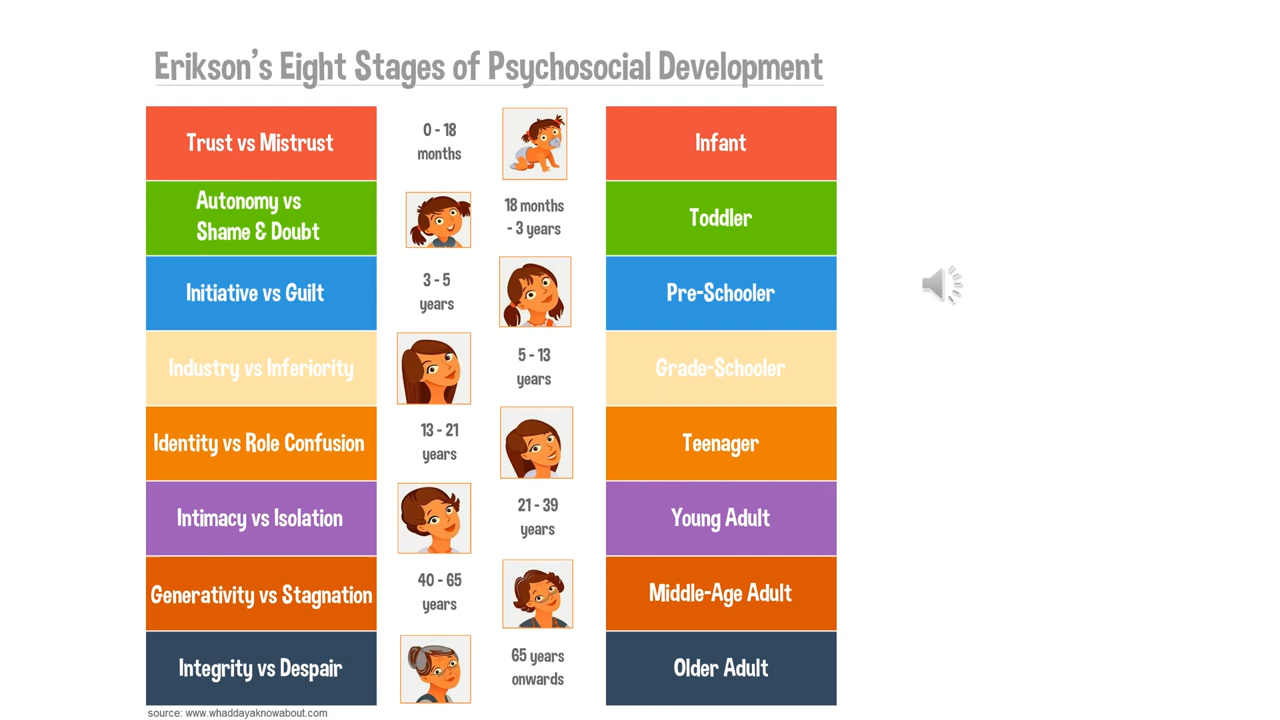 Erikson's Eight Stages of Psychosocial Development
Trust vs Mistrust
0 - 18
months
Infant
Autonomy vs
Shame & Doubt
18 months
- 3 years
Toddler
Initiative vs Guilt
3 - 5
years
Pre-Schooler
Industry vs Inferiority
5 - 13
years
Grade-Schooler
Identity vs Role Confusion
13 - 21
years
Teenager
Intimacy vs Isolation
21 - 39
years
Young Adult
Generativity vs Stagnation
40 - 65
years
Middle-Age Adult
Integrity vs Despair
65 years
onwards
Older Adult
source: www.whaddayaknowabout.com